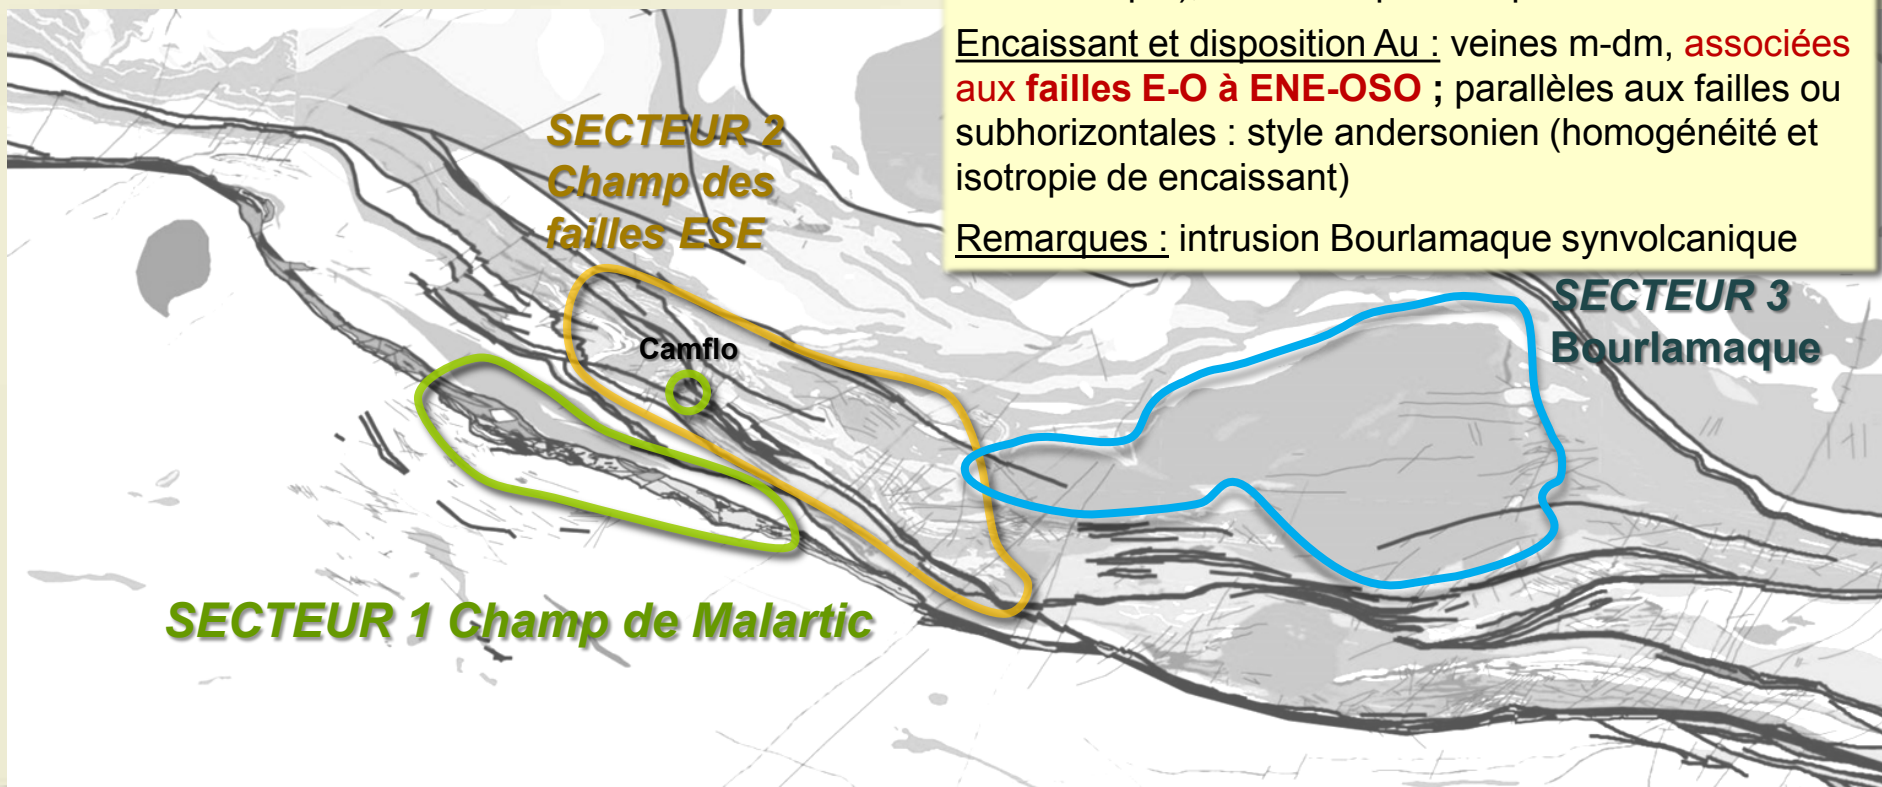 Encaissant et disposition Au : veines m-dm, associées
aux failles E-O à ENE-OSO ; parallèles aux failles ou
subhorizontales : style andersonien (homogénéité et
isotropie de encaissant)
Remarques : intrusion Bourlamaque synvolcanique
SECTEUR 2
Champ des
failles ESE
SECTEUR 3
Bourlamaque
Camflo
SECTEUR 1 Champ de Malartic